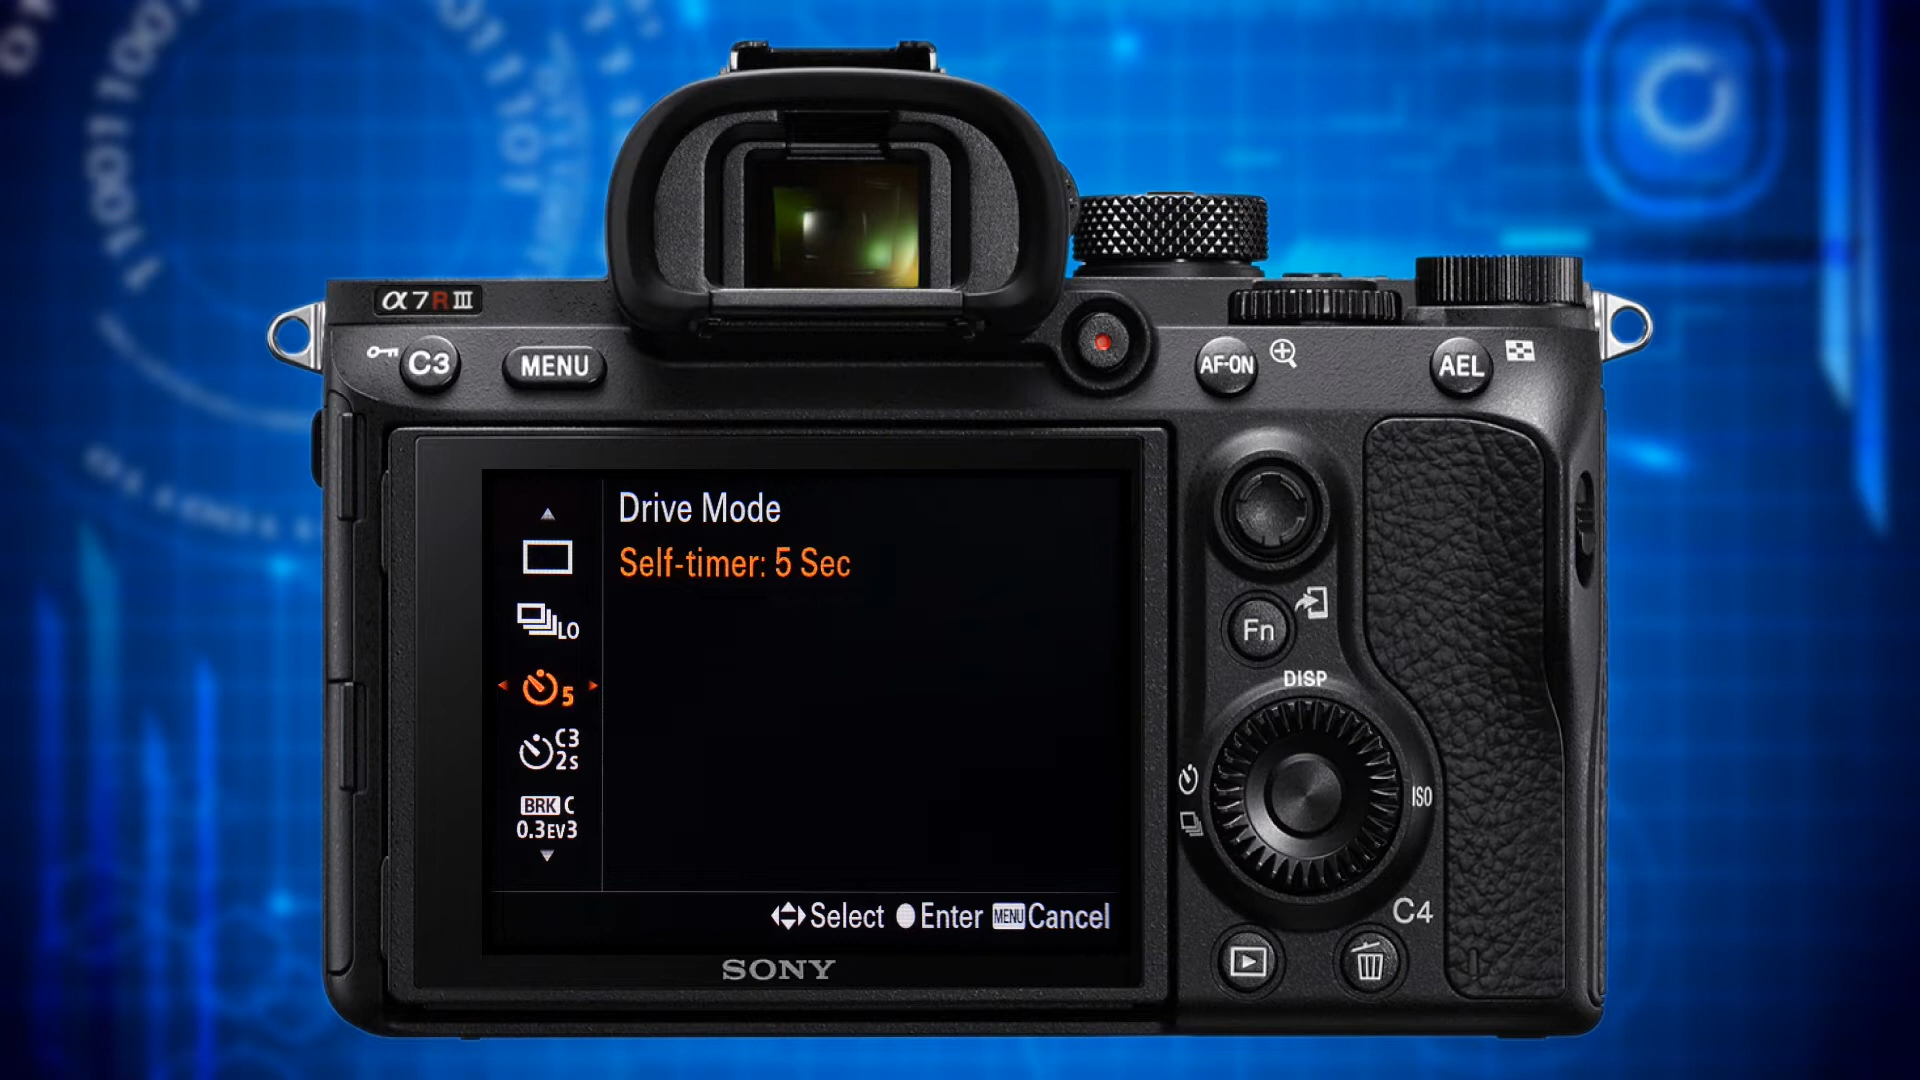 α7RIII
C3
MENU
AF-ON
AEL
Drive Mode
Self-timer: 5 Sec
LO
5
C3
2s
BRK C
0.3EV3
Select Enter MENU Cancel
SONY
Fn
DISP
ISO
C4